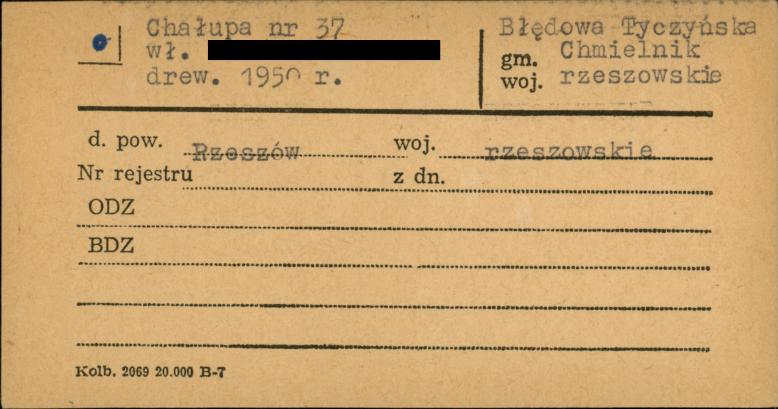 Chałupa nr 37
wł.
drew. 1950 r.
Błędowa Tyczyńska
gm. Chmielnik
woj. rzeszowskie
d. pow. Rzeszów woj. rzeszowskie
Nr rejestru z dn.
ODZ
BDZ
Kolb. 2069 20.000 B-7